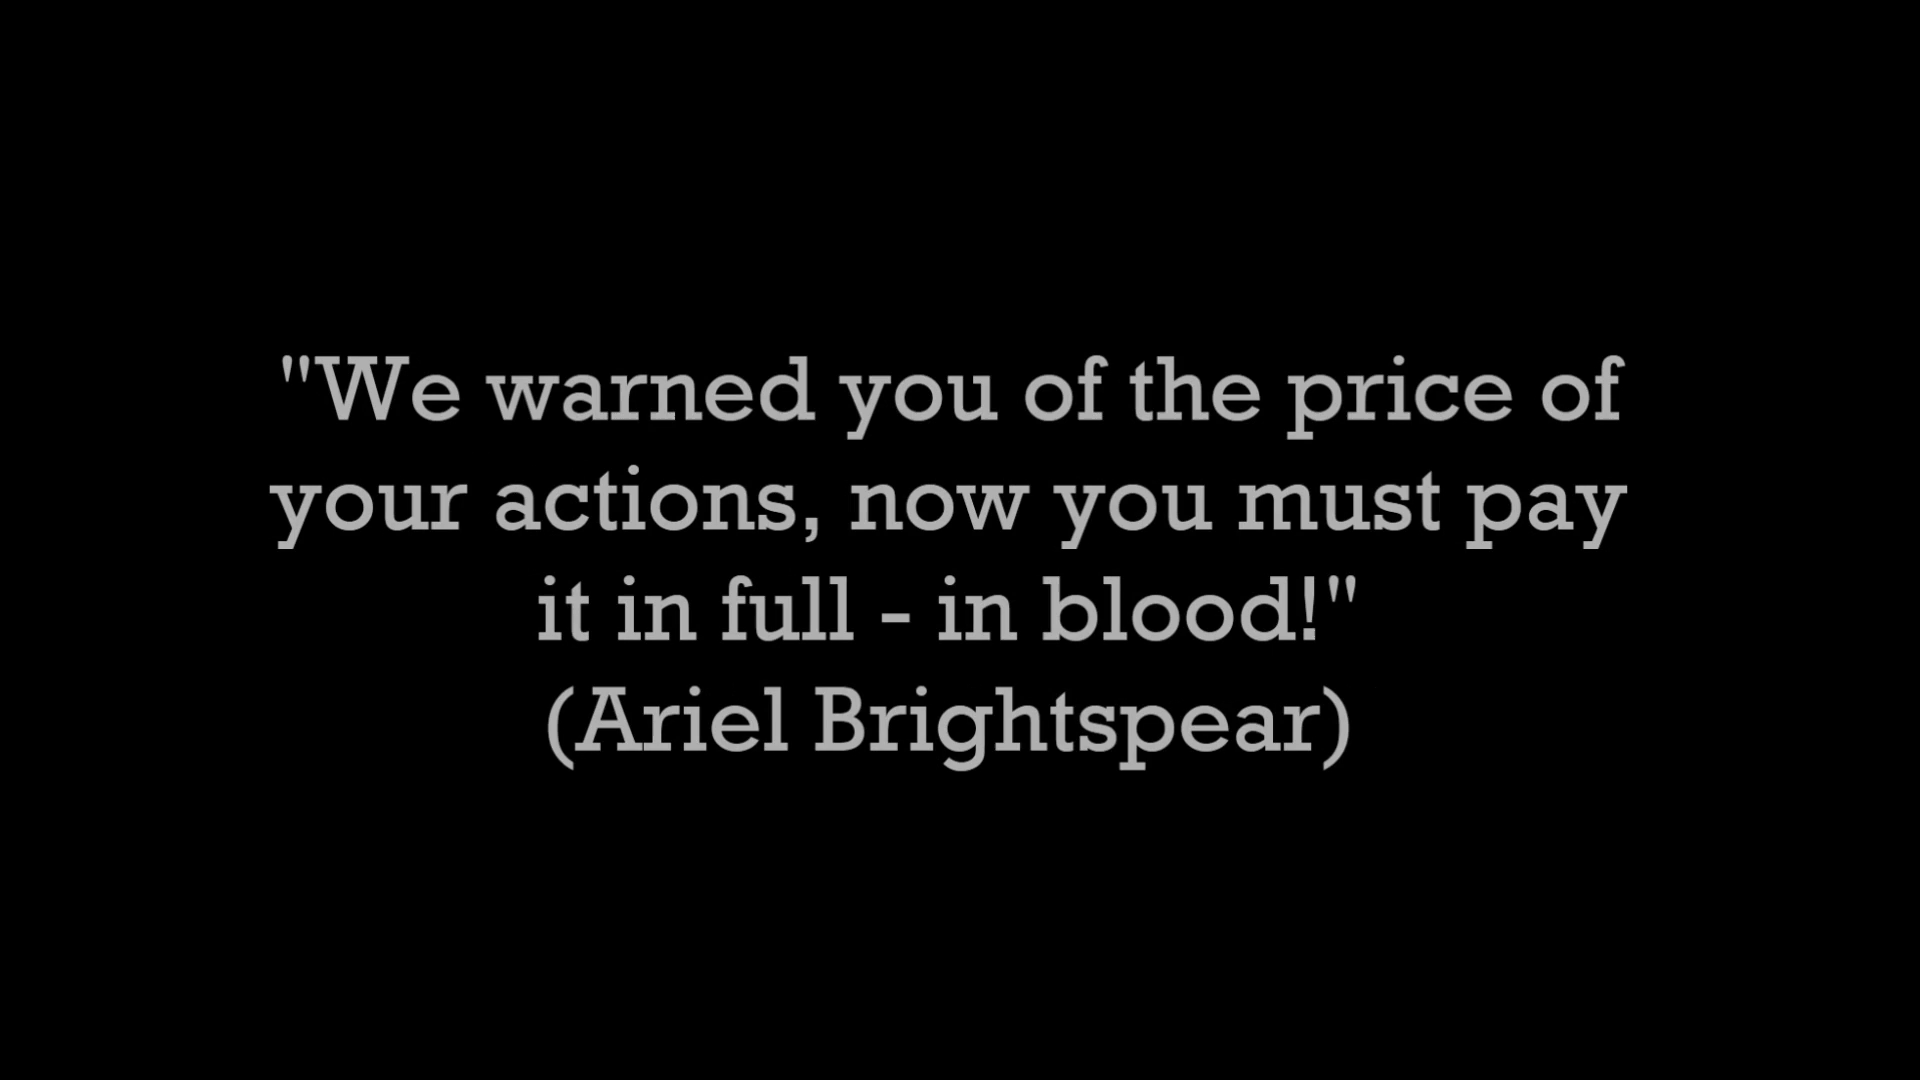 "We warned you of the price of
your actions, now you must pay
it in full - in blood!"
(Ariel Brightspear)